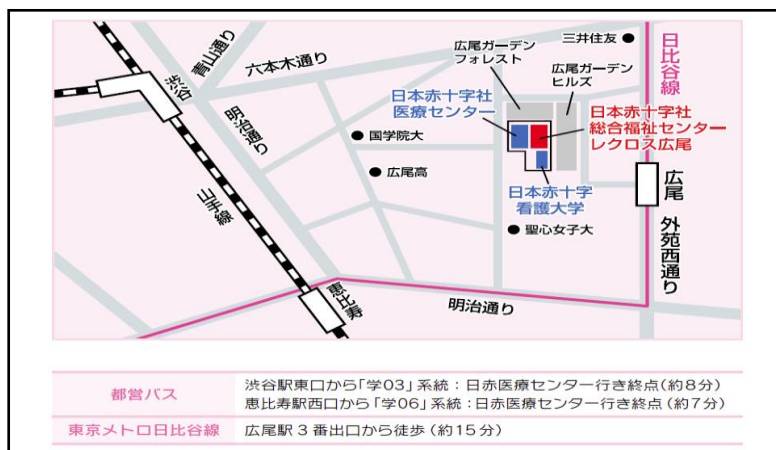 青山通り
六本木通り
渋谷
明治通り
山手線
恵比寿
国学院大
広尾高
広尾ガーデン
フォレスト
三井住友
広尾ガーデン
ヒルズ
日本赤十字社
医療センター
日本赤十字社
総合福祉センター
レクロス広尾
日本赤十字
看護大学
聖心女子大
日比谷線
広尾
外苑西通り
明治通り
都営バス
渋谷駅東口から「学03」系統：日赤医療センター行き終点（約8分）
恵比寿駅西口から「学06」系統：日赤医療センター行き終点（約7分）
東京メトロ日比谷線
広尾駅3番出口から徒歩（約15分）